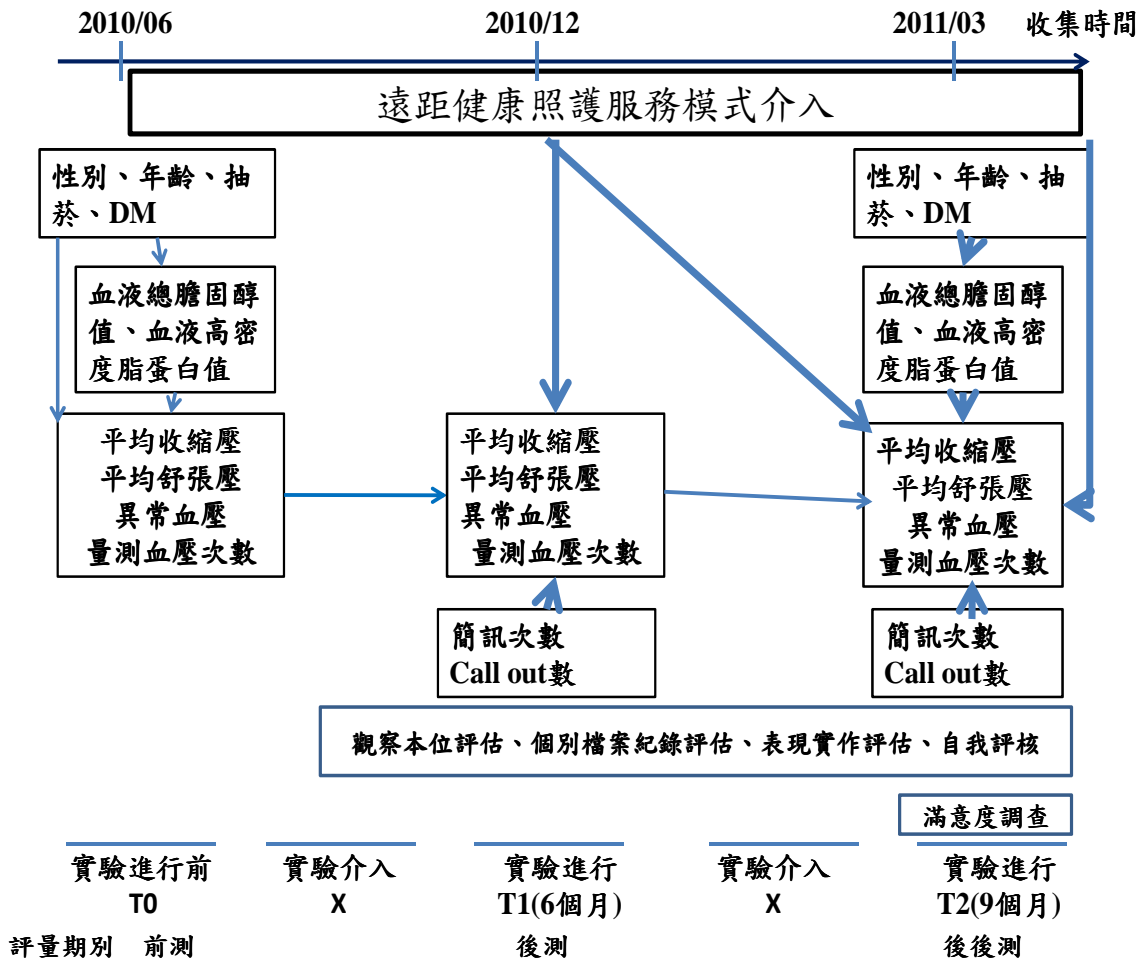 2010/06
2010/12
2011/03
收集時間
遠距健康照護服務模式介入
性別、年齡、抽
菸、DM
性別、年齡、抽
菸、DM
血液總膽固醇
值、血液高密
度脂蛋白值
血液總膽固醇
值、血液高密
度脂蛋白值
平均收縮壓
平均舒張壓
異常血壓
量測血壓次數
平均收縮壓
平均舒張壓
異常血壓
量測血壓次數
平均收縮壓
平均舒張壓
異常血壓
量測血壓次數
簡訊次數
Call out數
簡訊次數
Call out數
觀察本位評估、個別檔案紀錄評估、表現實作評估、自我評核
滿意度調查
實驗進行前
T0
實驗介入
X
實驗進行
T1(6個月)
實驗介入
X
實驗進行
T2(9個月)
評量期別
前測
後測
後後測